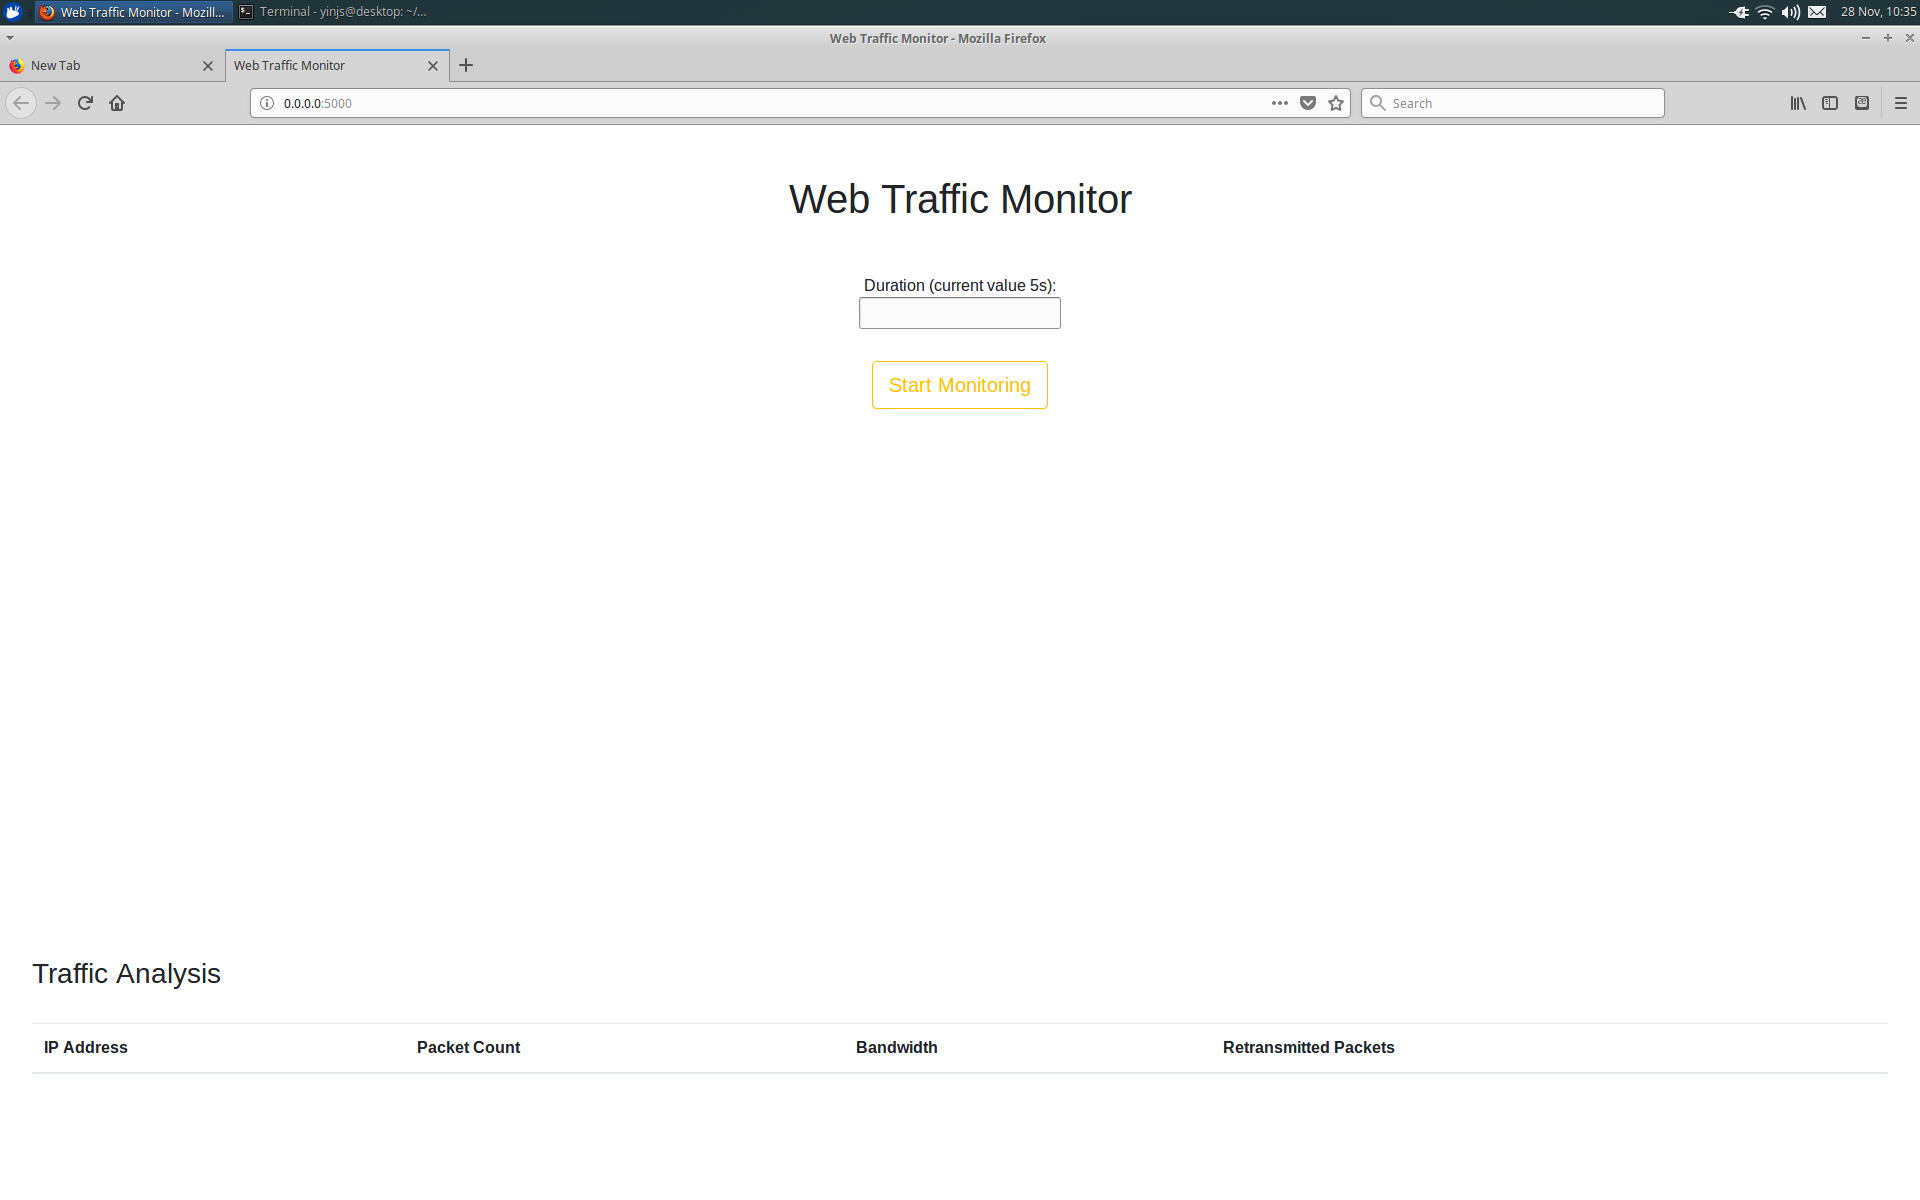 Web Traffic Monitor - Mozill...
Terminal - yinjs@desktop: ~/...
28 Nov, 10:35
Web Traffic Monitor - Mozilla Firefox
New Tab
Web Traffic Monitor
0.0.0.0:5000
Search
Web Traffic Monitor
Duration (current value 5s):
Start Monitoring
Traffic Analysis
IP Address Packet Count Bandwidth Retransmitted Packets